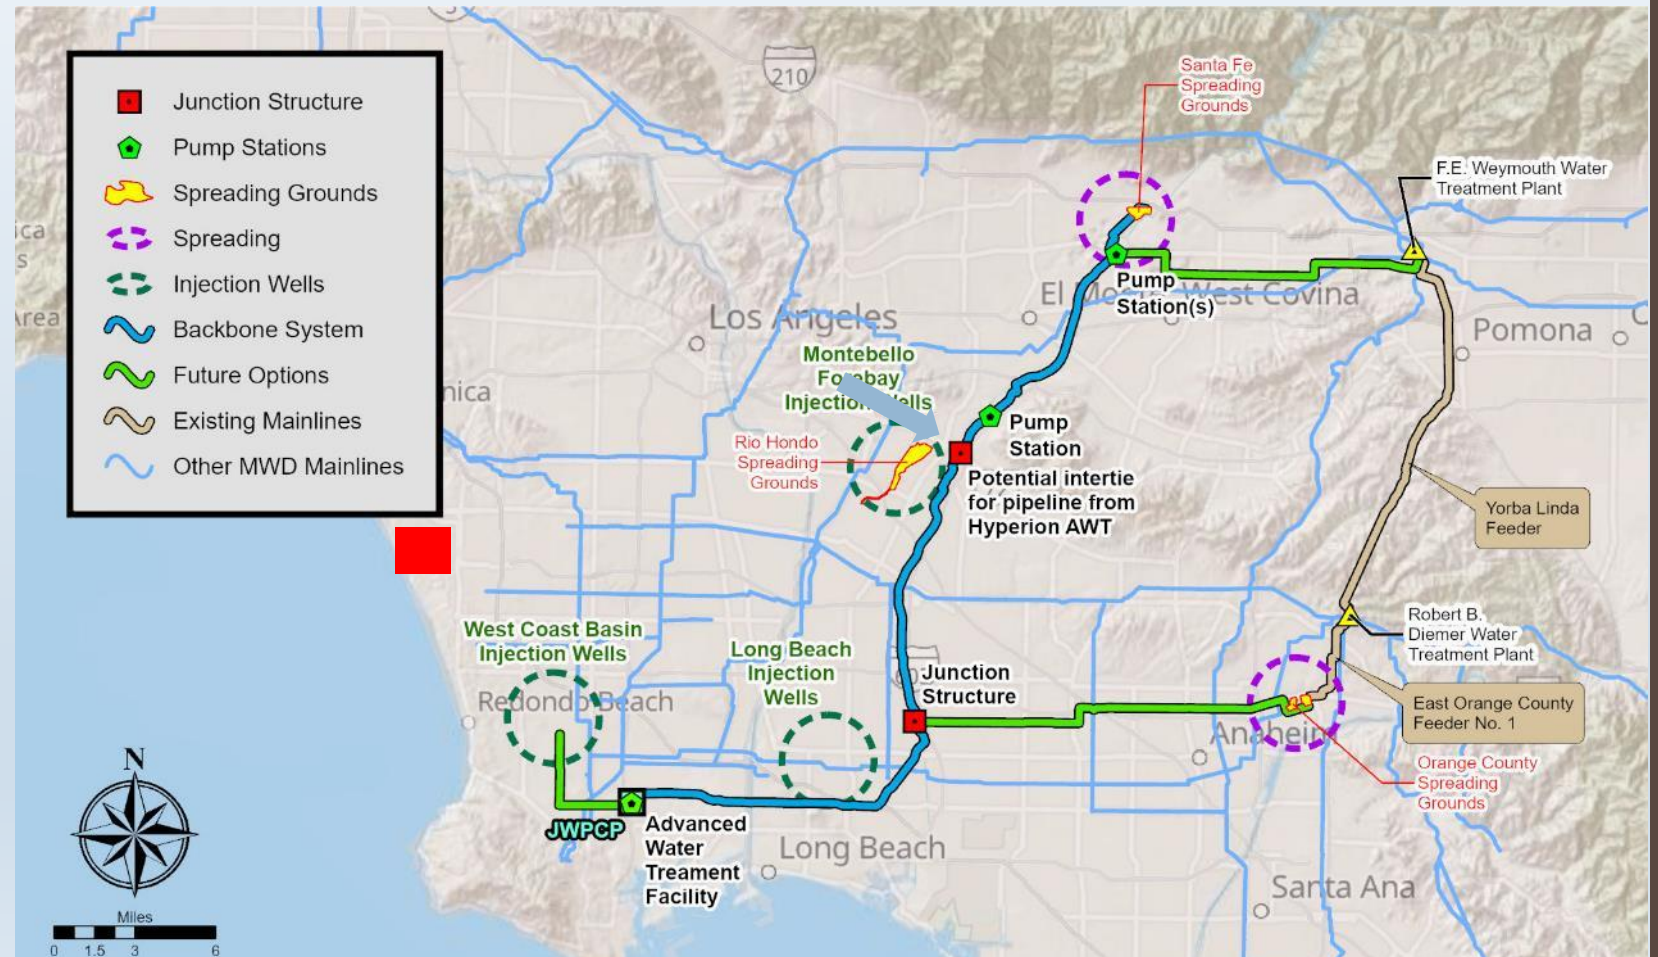 Junction Structure
Pump Stations
Spreading Grounds
Spreading
Injection Wells
Backbone System
Future Options
Existing Mainlines
Other MWD Mainlines
210
Santa Fe
Spreading
Grounds
F.E. Weymouth Water
Treatment Plant
Pump
Station(s)
El Monte
West Covina
Pomona
Los Angeles
Montebello
Forebay
Injection Wells
Rio Hondo
Spreading
Grounds
Pump
Station
Potential intertie
for pipeline from
Hyperion AWT
Yorba Linda
Feeder
ica
s
Area
nica
West Coast Basin
Injection Wells
Redondo Beach
Long Beach
Injection
Wells
Junction
Structure
Robert B.
Diemer Water
Treatment Plant
East Orange County
Feeder No. 1
Anaheim
Orange County
Spreading
Grounds
JWPCP
Advanced
Water
Treament
Facility
Long Beach
Santa Ana
N
Miles
0 1.5 3 6